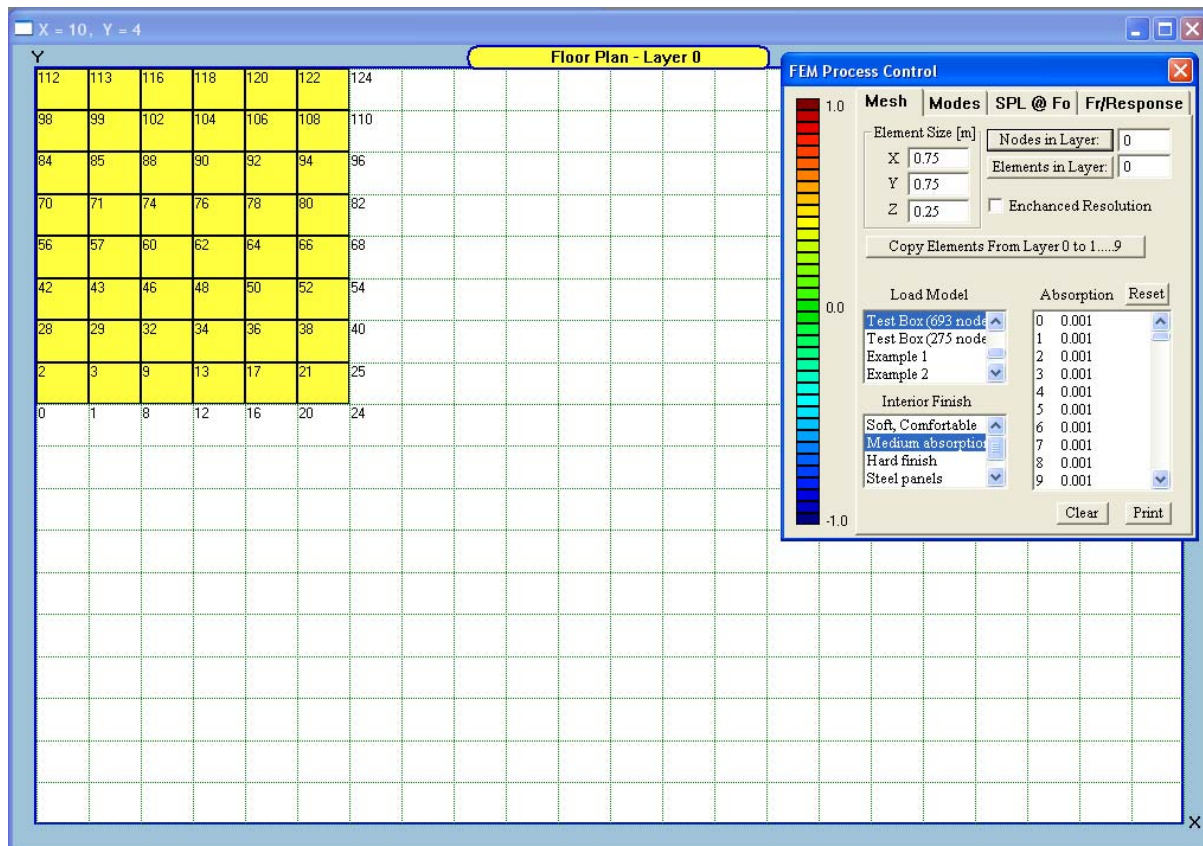 X = 10, Y = 4
Y
Floor Plan - Layer 0
112 113 116 118 120 122 124
98 99 102 104 106 108 110
84 85 88 90 92 94 96
70 71 74 76 78 80 82
56 57 60 62 64 66 68
42 43 46 48 50 52 54
28 29 32 34 36 38 40
2 3 9 13 17 21 25
0 1 8 12 16 20 24
X
FEM Process Control
1.0
0.0
-1.0
Mesh Modes SPL @ Fo Fr/Response
Element Size [m]
X 0.75
Y 0.75
Z 0.25
Nodes in Layer: 0
Elements in Layer: 0
Enchanced Resolution
Copy Elements From Layer 0 to 1.....9
Load Model
Test Box (693 node
Test Box (275 node
Example 1
Example 2
Interior Finish
Soft, Comfortable
Medium absorption
Hard finish
Steel panels
Absorption Reset
0 0.001
1 0.001
2 0.001
3 0.001
4 0.001
5 0.001
6 0.001
7 0.001
8 0.001
9 0.001
Clear Print